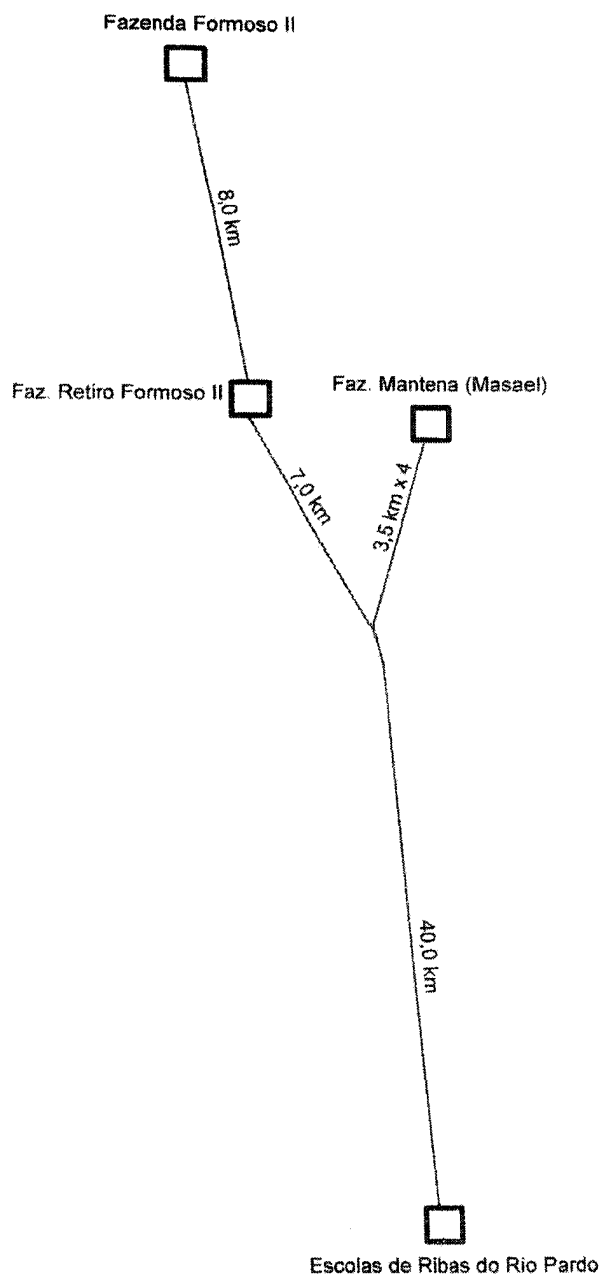 Fazenda Formoso II
8,0 km
Faz. Retiro Formoso II
Faz. Mantena (Masael)
7,0 km
3,5 km x 4
40,0 km
Escolas de Ribas do Rio Pardo